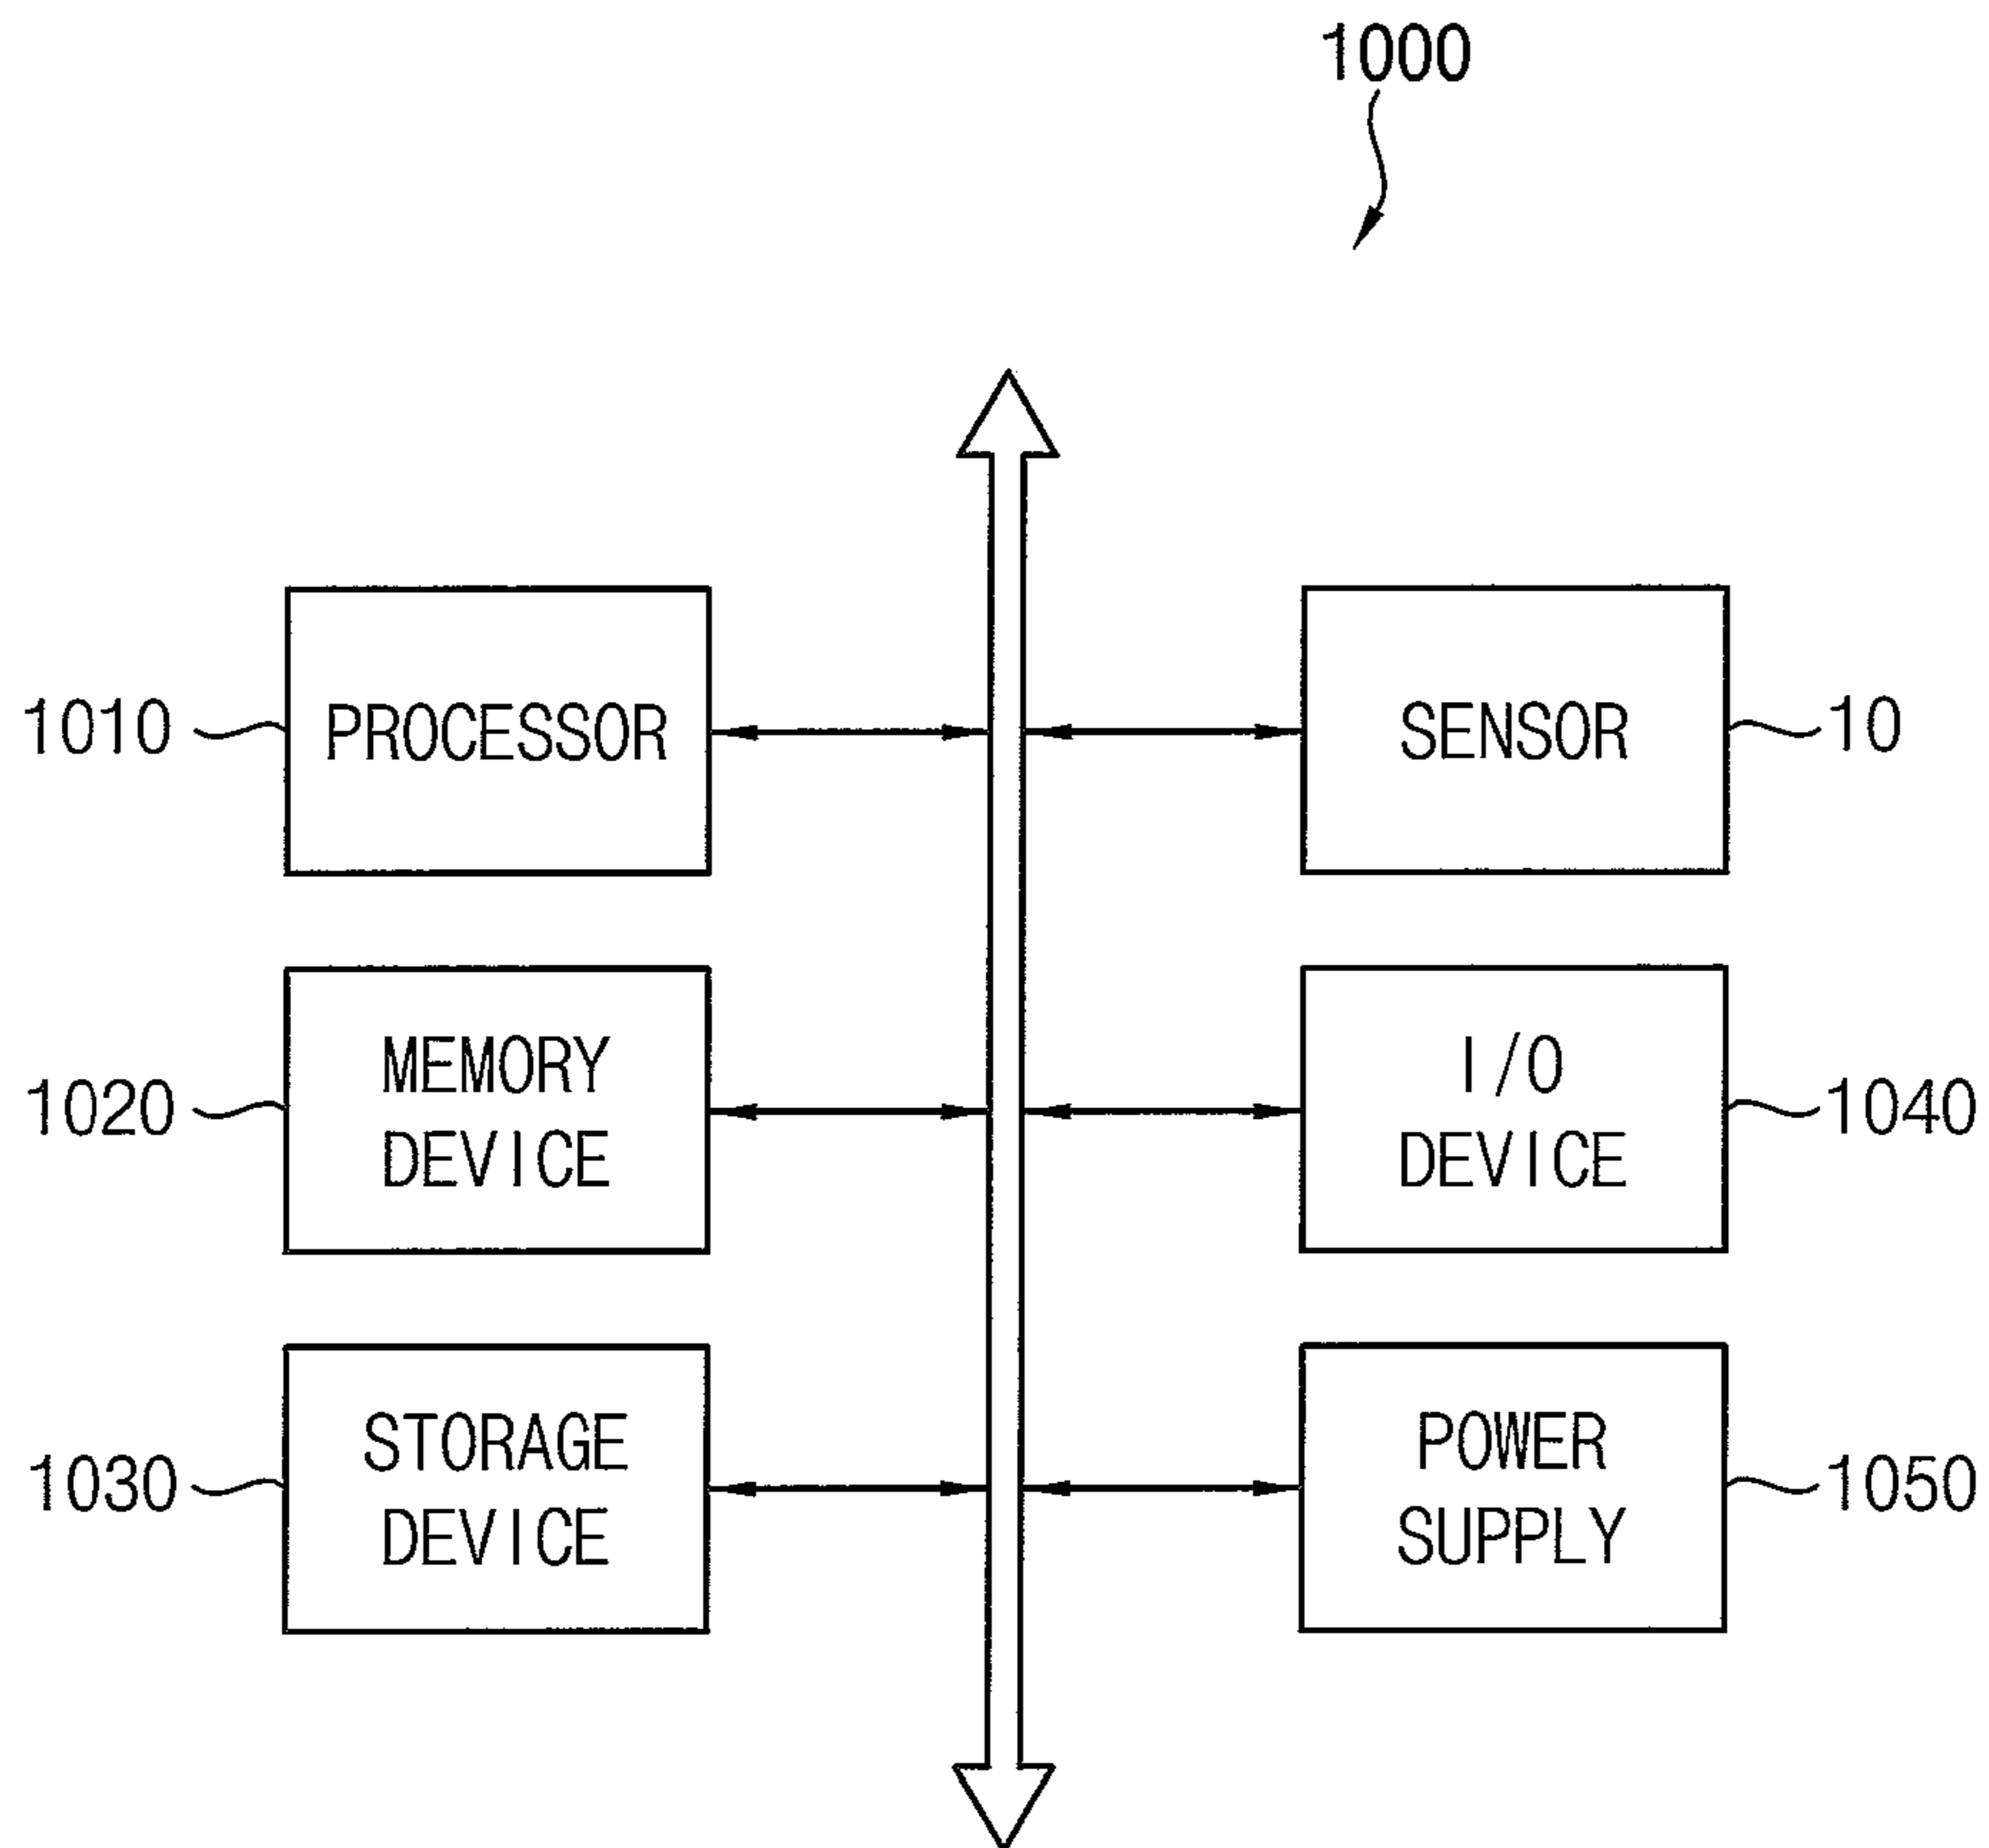 1000
1010
PROCESSOR
SENSOR
10
1020
MEMORY
DEVICE
I/O
DEVICE
1040
1030
STORAGE
DEVICE
POWER
SUPPLY
1050